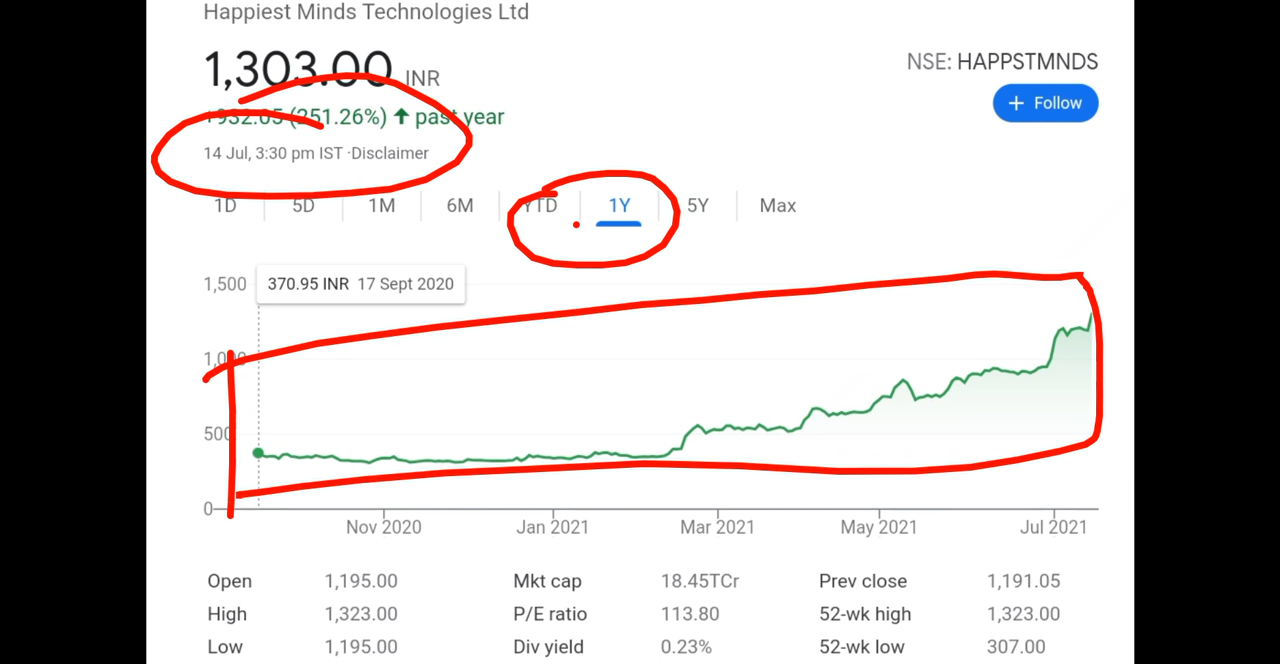 Happiest Minds Technologies Ltd
1,303.00 INR
NSE: HAPPSTMNDS
+ Follow
+932.05 (251.26%) ↑ past year
14 Jul, 3:30 pm IST ·Disclaimer
1D 5D 1M 6M YTD 1Y 5Y Max
370.95 INR 17 Sept 2020
1,500
1,000
500
0
Nov 2020 Jan 2021 Mar 2021 May 2021 Jul 2021
Open 1,195.00 Mkt cap 18.45TCr Prev close 1,191.05
High 1,323.00 P/E ratio 113.80 52-wk high 1,323.00
Low 1,195.00 Div yield 0.23% 52-wk low 307.00